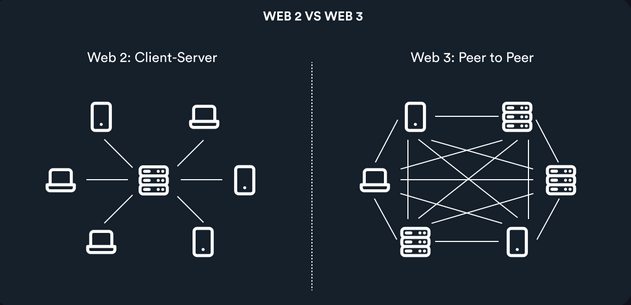 WEB 2 VS WEB 3
Web 2: Client-Server
Web 3: Peer to Peer